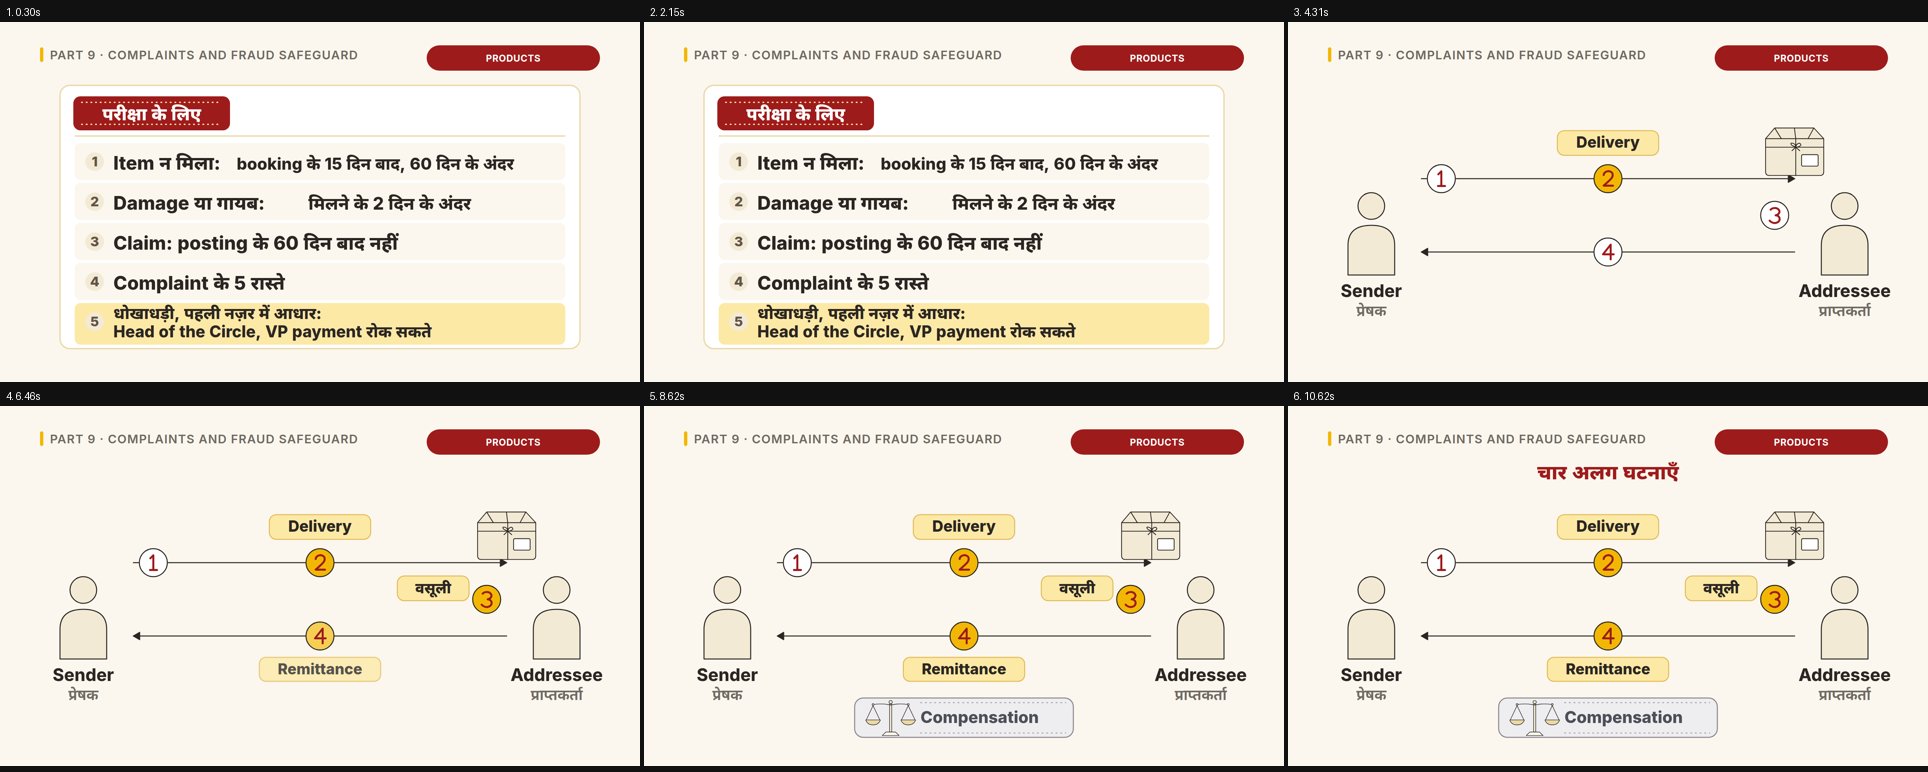 1. 0.30s
PART 9 · COMPLAINTS AND FRAUD SAFEGUARD
PRODUCTS
परीक्षा के लिए
1 Item न मिला: booking के 15 दिन बाद, 60 दिन के अंदर
2 Damage या गायब: मिलने के 2 दिन के अंदर
3 Claim: posting के 60 दिन बाद नहीं
4 Complaint के 5 रास्ते
5 धोखाधड़ी, पहली नज़र में आधार:
Head of the Circle, VP payment रोक सकते
2. 2.15s
PART 9 · COMPLAINTS AND FRAUD SAFEGUARD
PRODUCTS
परीक्षा के लिए
1 Item न मिला: booking के 15 दिन बाद, 60 दिन के अंदर
2 Damage या गायब: मिलने के 2 दिन के अंदर
3 Claim: posting के 60 दिन बाद नहीं
4 Complaint के 5 रास्ते
5 धोखाधड़ी, पहली नज़र में आधार:
Head of the Circle, VP payment रोक सकते
3. 4.31s
PART 9 · COMPLAINTS AND FRAUD SAFEGUARD
PRODUCTS
Delivery
1 2
3
4
Sender Addressee
प्रेषक प्राप्तकर्ता
4. 6.46s
PART 9 · COMPLAINTS AND FRAUD SAFEGUARD
PRODUCTS
Delivery
1 2
वसूली 3
4
Remittance
Sender Addressee
प्रेषक प्राप्तकर्ता
5. 8.62s
PART 9 · COMPLAINTS AND FRAUD SAFEGUARD
PRODUCTS
Delivery
1 2
वसूली 3
4
Remittance
Sender Addressee
प्रेषक प्राप्तकर्ता
Compensation
6. 10.62s
PART 9 · COMPLAINTS AND FRAUD SAFEGUARD
PRODUCTS
चार अलग घटनाएँ
Delivery
1 2
वसूली 3
4
Remittance
Sender Addressee
प्रेषक प्राप्तकर्ता
Compensation